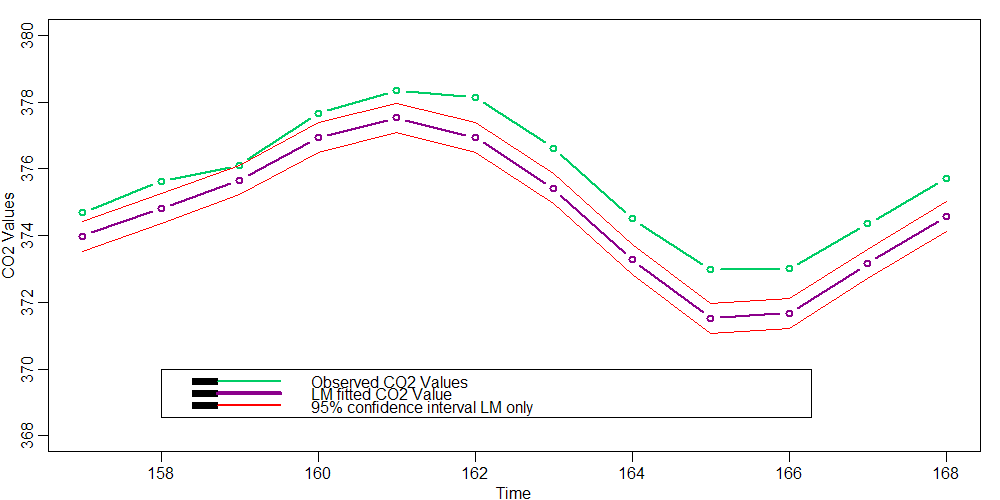 380
378
376
374
372
370
368
CO2 Values
Observed CO2 Values
LM fitted CO2 Value
95% confidence interval LM only
158 160 162 164 166 168
Time